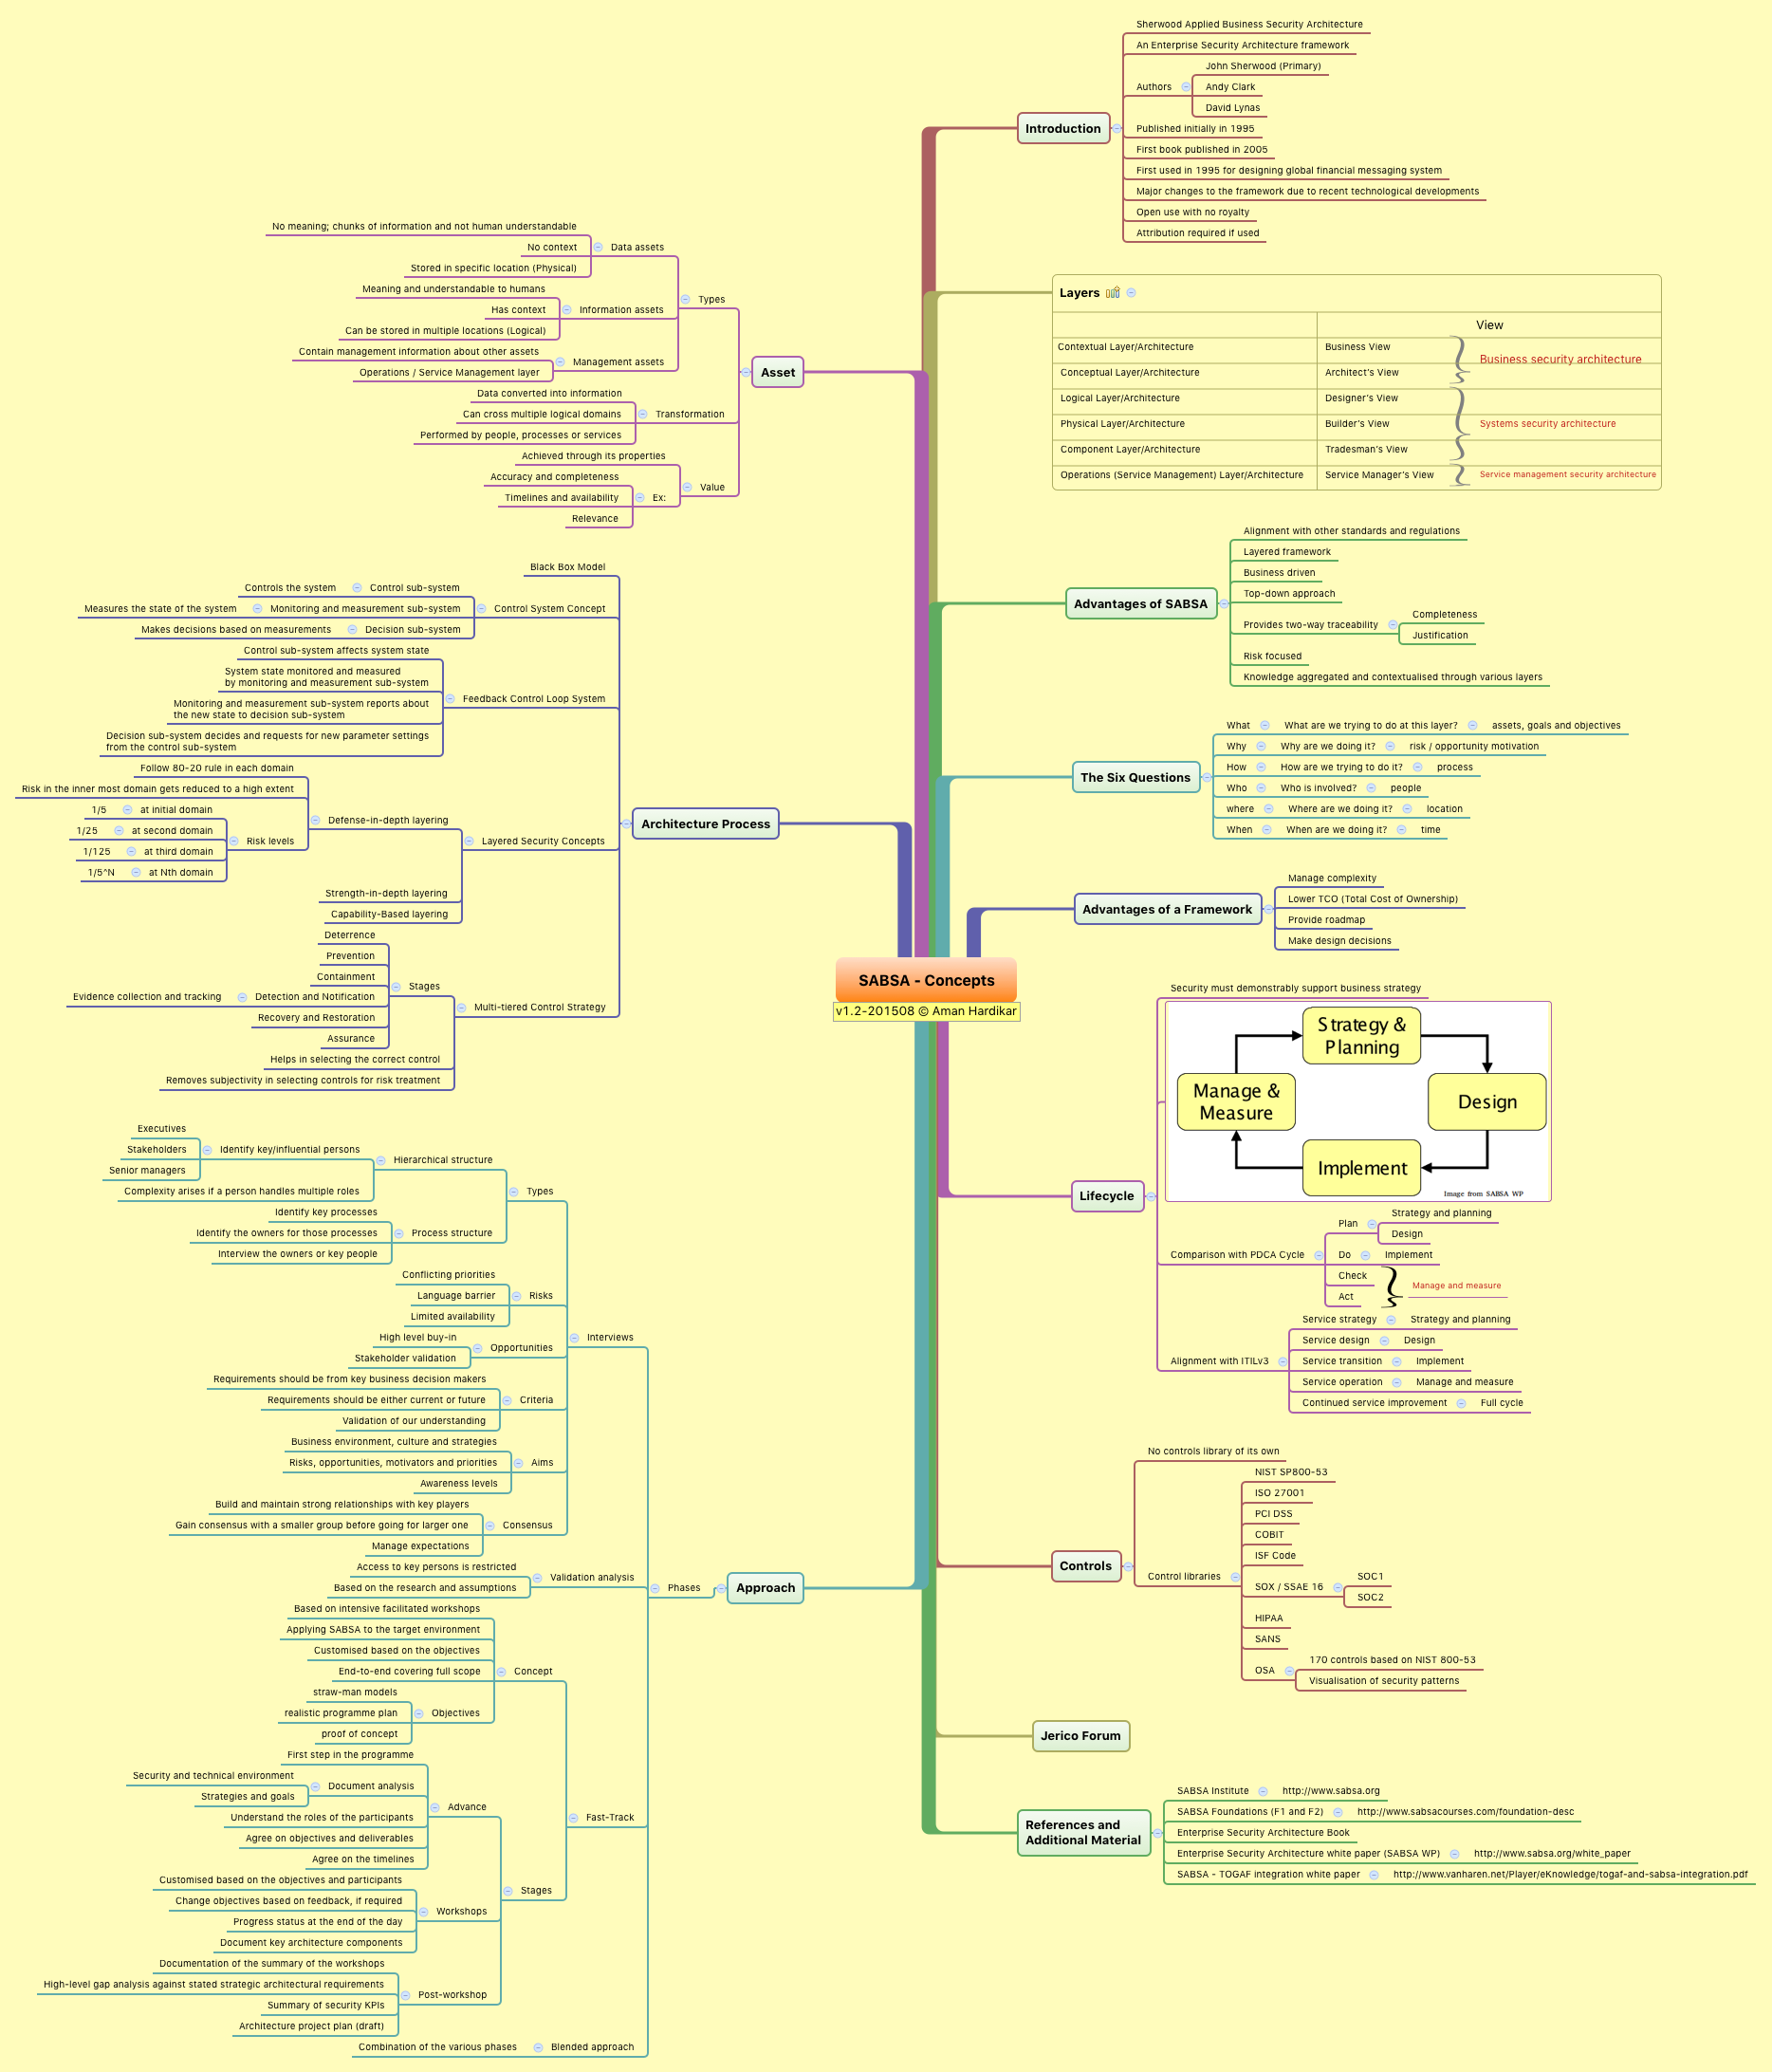 SABSA - Concepts
v1.2-201508 © Aman Hardikar
Introduction
Sherwood Applied Business Security Architecture
An Enterprise Security Architecture framework
Authors
John Sherwood (Primary)
Andy Clark
David Lynas
Published initially in 1995
First book published in 2005
First used in 1995 for designing global financial messaging system
Major changes to the framework due to recent technological developments
Open use with no royalty
Attribution required if used
Layers
View
Contextual Layer/Architecture
Business View
Business security architecture
Conceptual Layer/Architecture
Architect's View
Logical Layer/Architecture
Designer's View
Physical Layer/Architecture
Builder's View
Systems security architecture
Component Layer/Architecture
Tradesman's View
Operations (Service Management) Layer/Architecture
Service Manager's View
Service management security architecture
Advantages of SABSA
Alignment with other standards and regulations
Layered framework
Business driven
Top-down approach
Provides two-way traceability
Completeness
Justification
Risk focused
Knowledge aggregated and contextualised through various layers
The Six Questions
What
What are we trying to do at this layer?
assets, goals and objectives
Why
Why are we doing it?
risk / opportunity motivation
How
How are we trying to do it?
process
Who
Who is involved?
people
where
Where are we doing it?
location
When
When are we doing it?
time
Advantages of a Framework
Manage complexity
Lower TCO (Total Cost of Ownership)
Provide roadmap
Make design decisions
Lifecycle
Security must demonstrably support business strategy
Strategy &
Planning
Manage &
Measure
Design
Implement
Image from SABSA WP
Comparison with PDCA Cycle
Plan
Strategy and planning
Design
Do
Implement
Check
Act
Manage and measure
Alignment with ITILv3
Service strategy
Strategy and planning
Service design
Design
Service transition
Implement
Service operation
Manage and measure
Continued service improvement
Full cycle
Controls
No controls library of its own
Control libraries
NIST SP800-53
ISO 27001
PCI DSS
COBIT
ISF Code
SOX / SSAE 16
SOC1
SOC2
HIPAA
SANS
OSA
170 controls based on NIST 800-53
Visualisation of security patterns
Jerico Forum
References and
Additional Material
SABSA Institute
http://www.sabsa.org
SABSA Foundations (F1 and F2)
http://www.sabsacourses.com/foundation-desc
Enterprise Security Architecture Book
Enterprise Security Architecture white paper (SABSA WP)
http://www.sabsa.org/white_paper
SABSA - TOGAF integration white paper
http://www.vanharen.net/Player/eKnowledge/togaf-and-sabsa-integration.pdf
Asset
Types
Data assets
No meaning; chunks of information and not human understandable
No context
Stored in specific location (Physical)
Information assets
Meaning and understandable to humans
Has context
Can be stored in multiple locations (Logical)
Management assets
Contain management information about other assets
Operations / Service Management layer
Transformation
Data converted into information
Can cross multiple logical domains
Performed by people, processes or services
Value
Achieved through its properties
Ex:
Accuracy and completeness
Timelines and availability
Relevance
Architecture Process
Black Box Model
Control System Concept
Control sub-system
Controls the system
Monitoring and measurement sub-system
Measures the state of the system
Decision sub-system
Makes decisions based on measurements
Feedback Control Loop System
Control sub-system affects system state
System state monitored and measured
by monitoring and measurement sub-system
Monitoring and measurement sub-system reports about
the new state to decision sub-system
Decision sub-system decides and requests for new parameter settings
from the control sub-system
Layered Security Concepts
Defense-in-depth layering
Follow 80-20 rule in each domain
Risk in the inner most domain gets reduced to a high extent
Risk levels
at initial domain
1/5
at second domain
1/25
at third domain
1/125
at Nth domain
1/5^N
Strength-in-depth layering
Capability-Based layering
Multi-tiered Control Strategy
Stages
Deterrence
Prevention
Containment
Detection and Notification
Evidence collection and tracking
Recovery and Restoration
Assurance
Helps in selecting the correct control
Removes subjectivity in selecting controls for risk treatment
Approach
Phases
Interviews
Types
Hierarchical structure
Identify key/influential persons
Executives
Stakeholders
Senior managers
Complexity arises if a person handles multiple roles
Process structure
Identify key processes
Identify the owners for those processes
Interview the owners or key people
Risks
Conflicting priorities
Language barrier
Limited availability
Opportunities
High level buy-in
Stakeholder validation
Criteria
Requirements should be from key business decision makers
Requirements should be either current or future
Validation of our understanding
Aims
Business environment, culture and strategies
Risks, opportunities, motivators and priorities
Awareness levels
Consensus
Build and maintain strong relationships with key players
Gain consensus with a smaller group before going for larger one
Manage expectations
Validation analysis
Access to key persons is restricted
Based on the research and assumptions
Fast-Track
Concept
Based on intensive facilitated workshops
Applying SABSA to the target environment
Customised based on the objectives
End-to-end covering full scope
Objectives
straw-man models
realistic programme plan
proof of concept
Stages
Advance
First step in the programme
Document analysis
Security and technical environment
Strategies and goals
Understand the roles of the participants
Agree on objectives and deliverables
Agree on the timelines
Workshops
Customised based on the objectives and participants
Change objectives based on feedback, if required
Progress status at the end of the day
Document key architecture components
Post-workshop
Documentation of the summary of the workshops
High-level gap analysis against stated strategic architectural requirements
Summary of security KPIs
Architecture project plan (draft)
Blended approach
Combination of the various phases